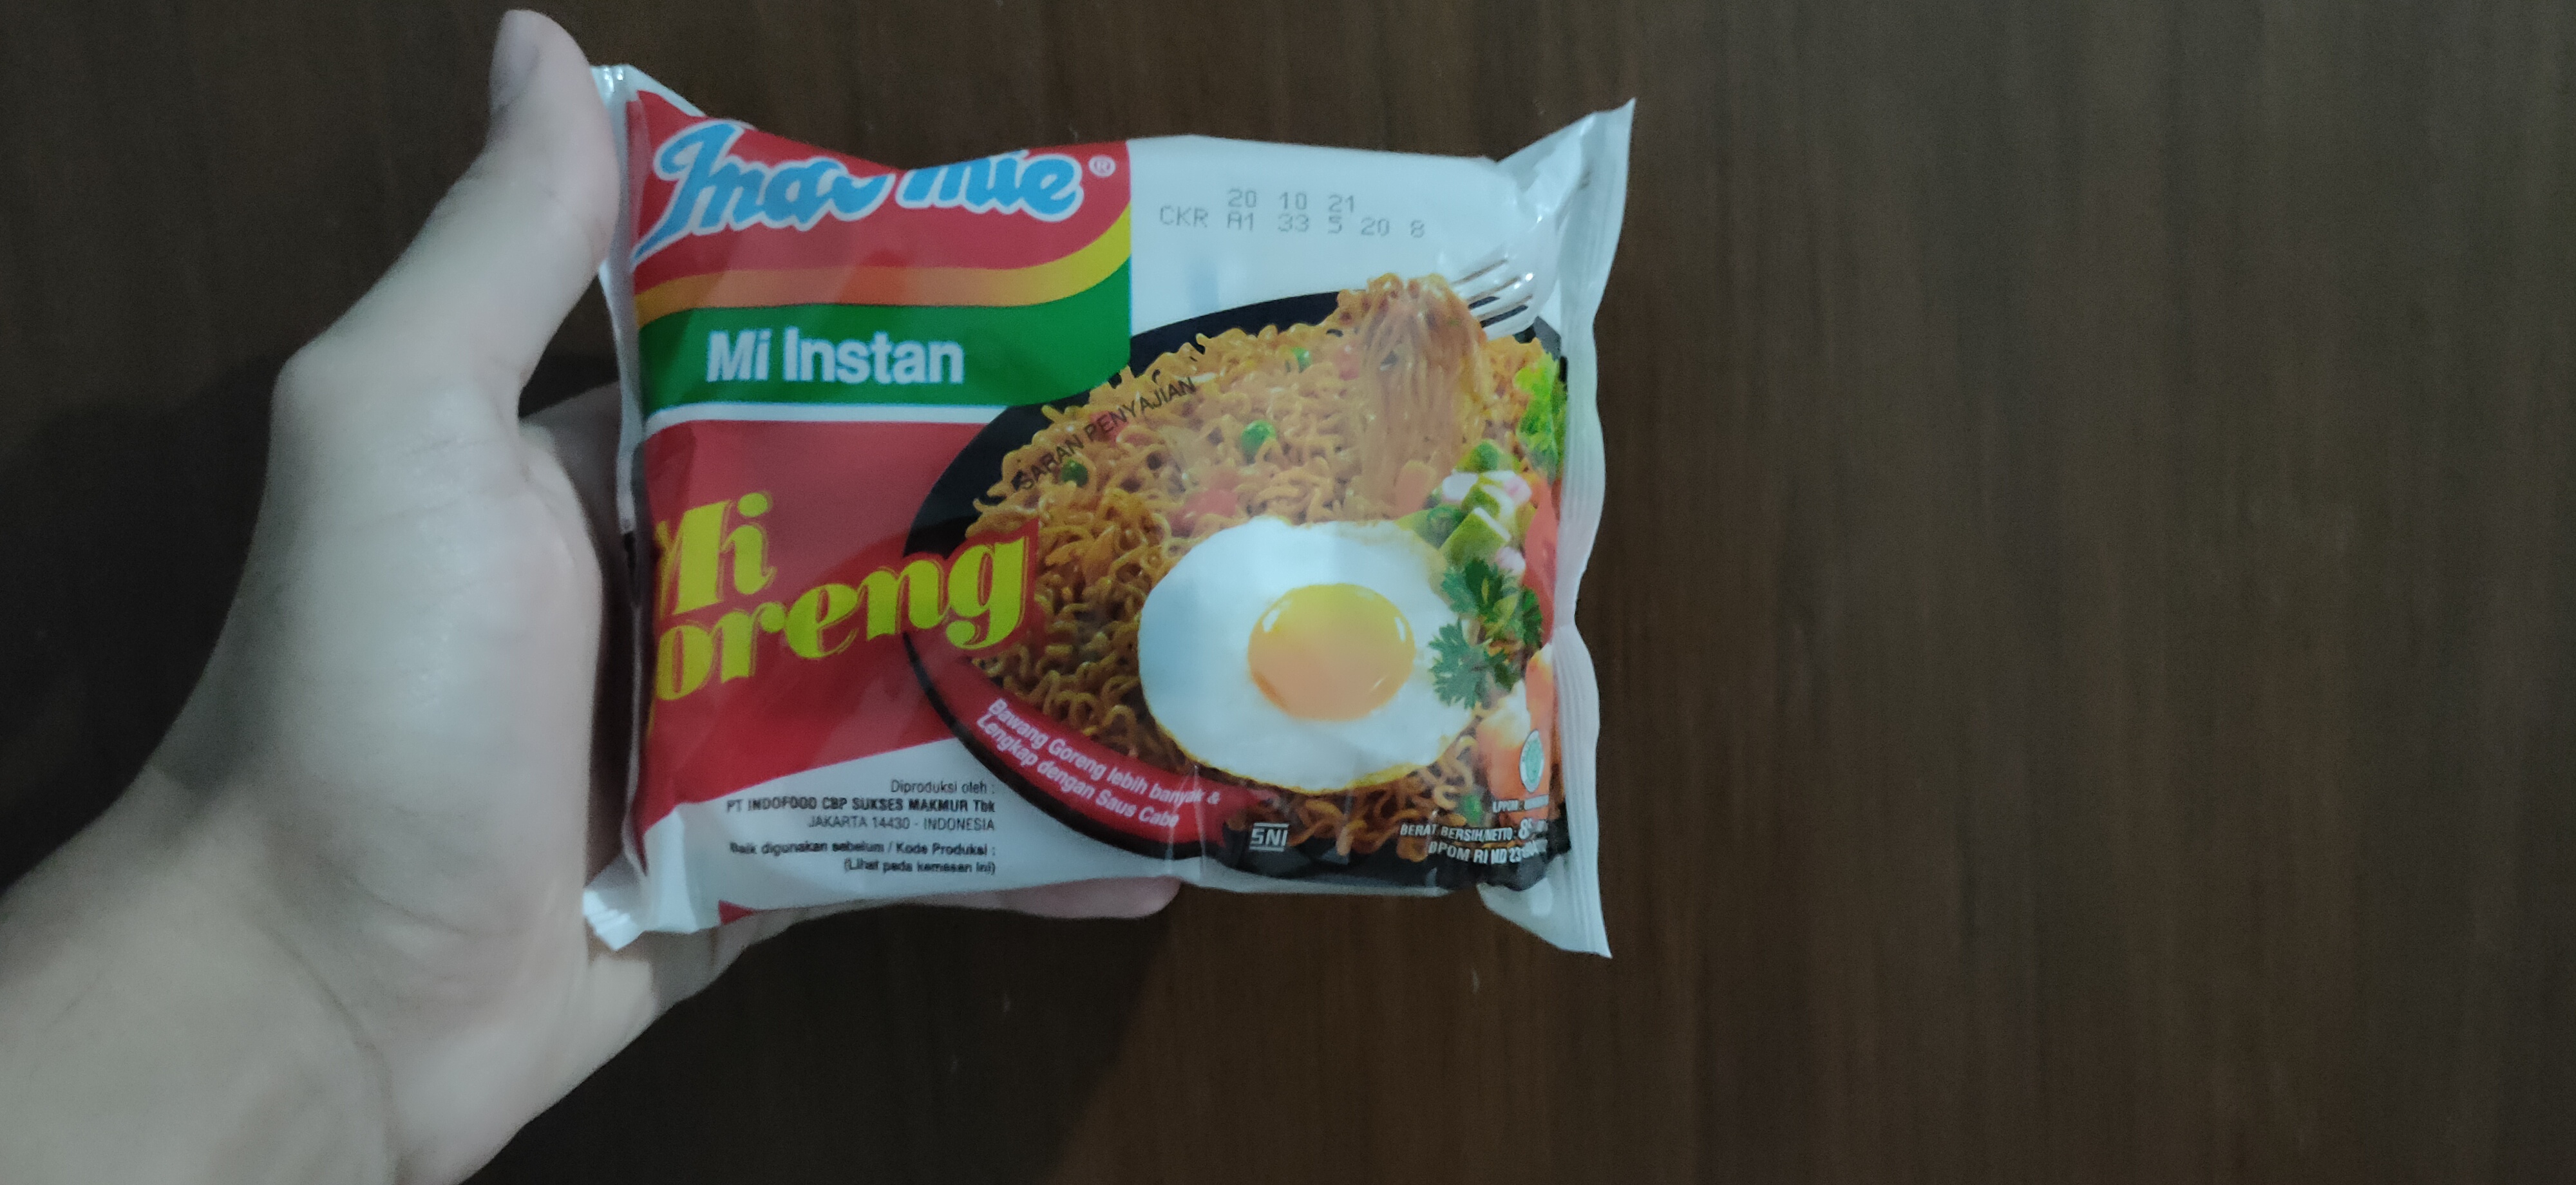 Indomie®
20 10 21
CKR A1 33 5 20 8
Mi Instan
SARAN PENYAJIAN
Mi
oreng
Bawang Goreng lebih banyak &
Lengkap dengan Saus Cabe
Diproduksi oleh :
PT INDOFOOD CBP SUKSES MAKMUR Tbk
JAKARTA 14430 - INDONESIA
Baik digunakan sebelum / Kode Produksi :
(Lihat pada kemasan ini)
SNI
LPPOM
BERAT BERSIH/NETTO :
BPOM RI MD